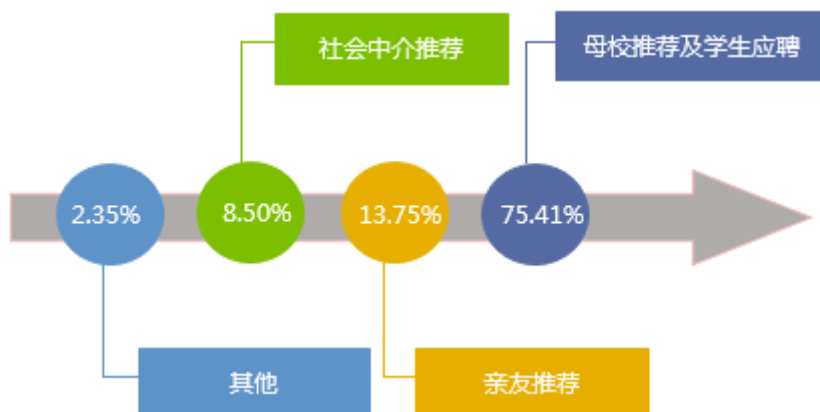 社会中介推荐
母校推荐及学生应聘
2.35%
8.50%
13.75%
75.41%
其他
亲友推荐